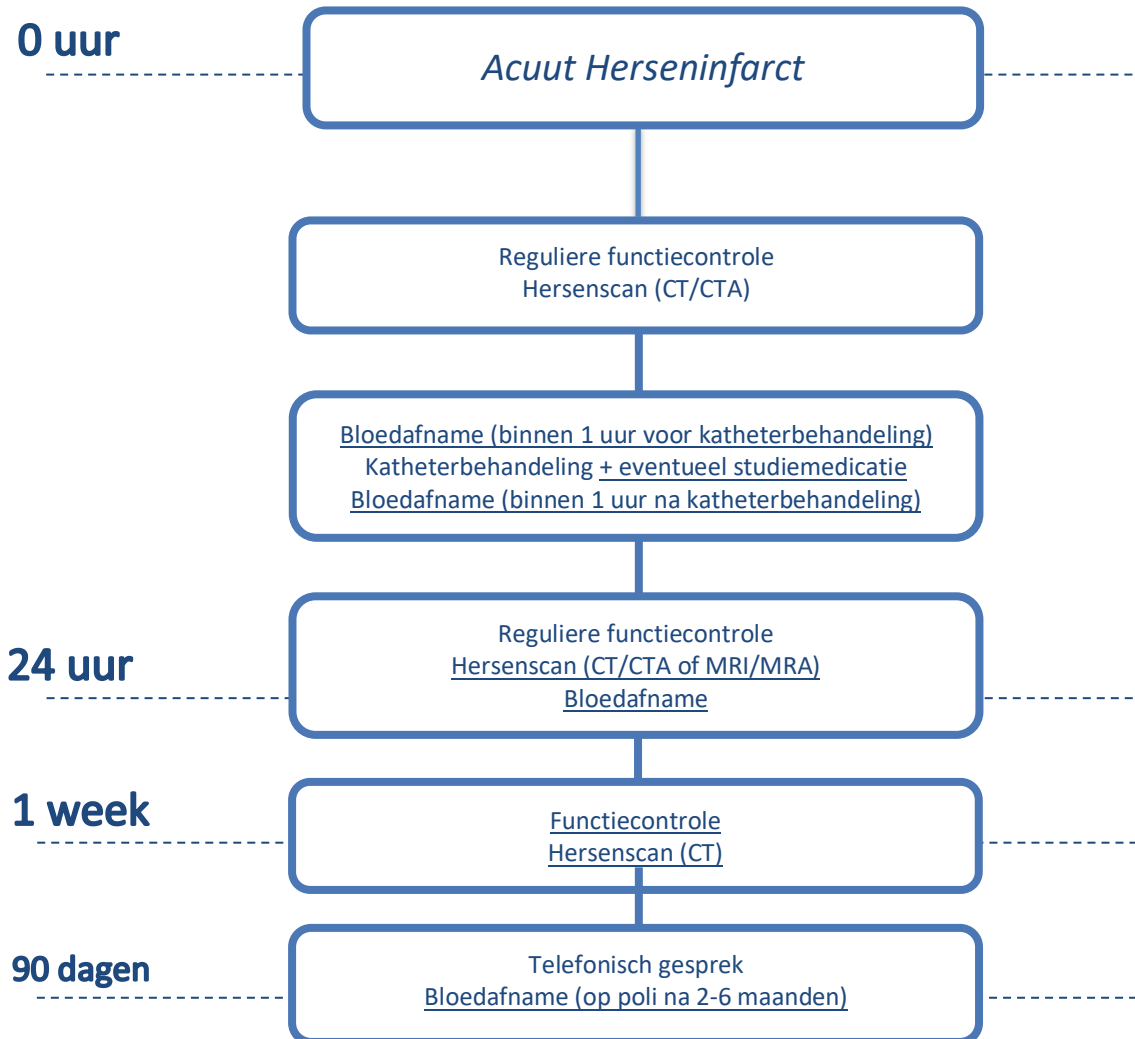 0 uur
Acuut Herseninfarct
Reguliere functiecontrole
Hersenscan (CT/CTA)
Bloedafname (binnen 1 uur voor katheterbehandeling)
Katheterbehandeling + eventueel studiemedicatie
Bloedafname (binnen 1 uur na katheterbehandeling)
24 uur
Reguliere functiecontrole
Hersenscan (CT/CTA of MRI/MRA)
Bloedafname
1 week
Functiecontrole
Hersenscan (CT)
90 dagen
Telefonisch gesprek
Bloedafname (op poli na 2-6 maanden)